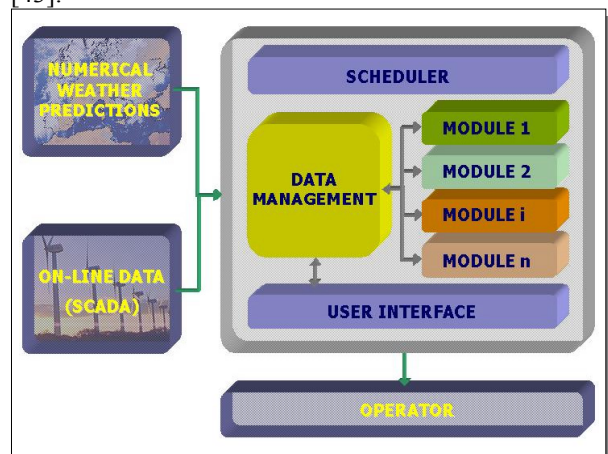 [45].
NUMERICAL
WEATHER
PREDICTIONS
SCHEDULER
DATA
MANAGEMENT
MODULE 1
MODULE 2
MODULE i
MODULE n
ON-LINE DATA
(SCADA)
USER INTERFACE
OPERATOR